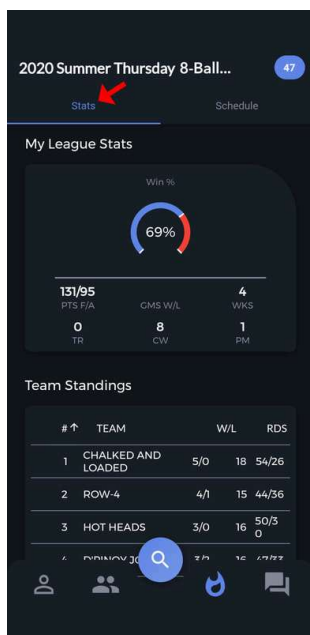 2020 Summer Thursday 8-Ball... 47
Stats Schedule
My League Stats
Win %
69%
131/95 4
PTS F/A GMS W/L WKS
0 8 1
TR CW PM
Team Standings
# ↑ TEAM W/L RDS
1 CHALKED AND LOADED 5/0 18 54/26
2 ROW-4 4/1 15 44/36
3 HOT HEADS 3/0 16 50/30